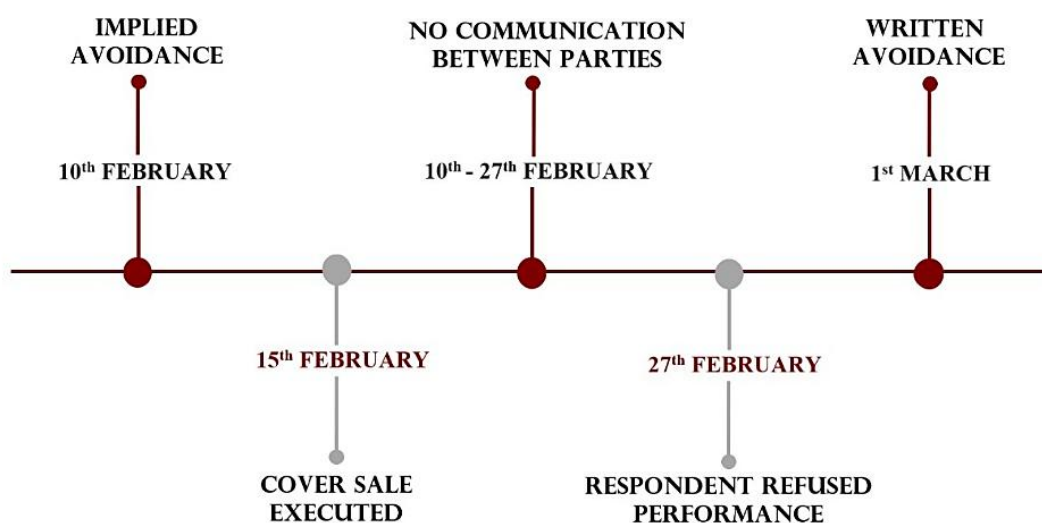 IMPLIED
AVOIDANCE
10th FEBRUARY
15th FEBRUARY
COVER SALE
EXECUTED
NO COMMUNICATION
BETWEEN PARTIES
10th - 27th FEBRUARY
27th FEBRUARY
RESPONDENT REFUSED
PERFORMANCE
WRITTEN
AVOIDANCE
1st MARCH